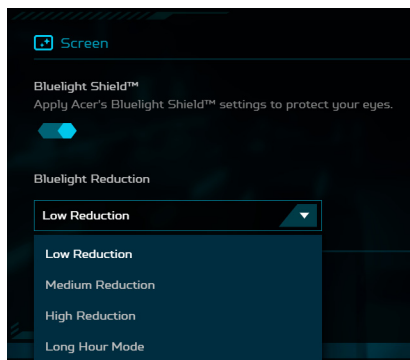 Screen
Bluelight Shield™
Apply Acer's Bluelight Shield™ settings to protect your eyes.
Bluelight Reduction
Low Reduction
Low Reduction
Medium Reduction
High Reduction
Long Hour Mode